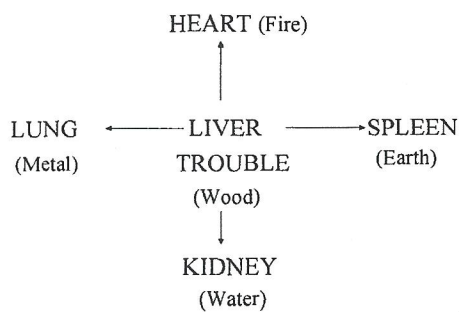 HEART (Fire)
LUNG
(Metal)
LIVER
TROUBLE
(Wood)
SPLEEN
(Earth)
KIDNEY
(Water)